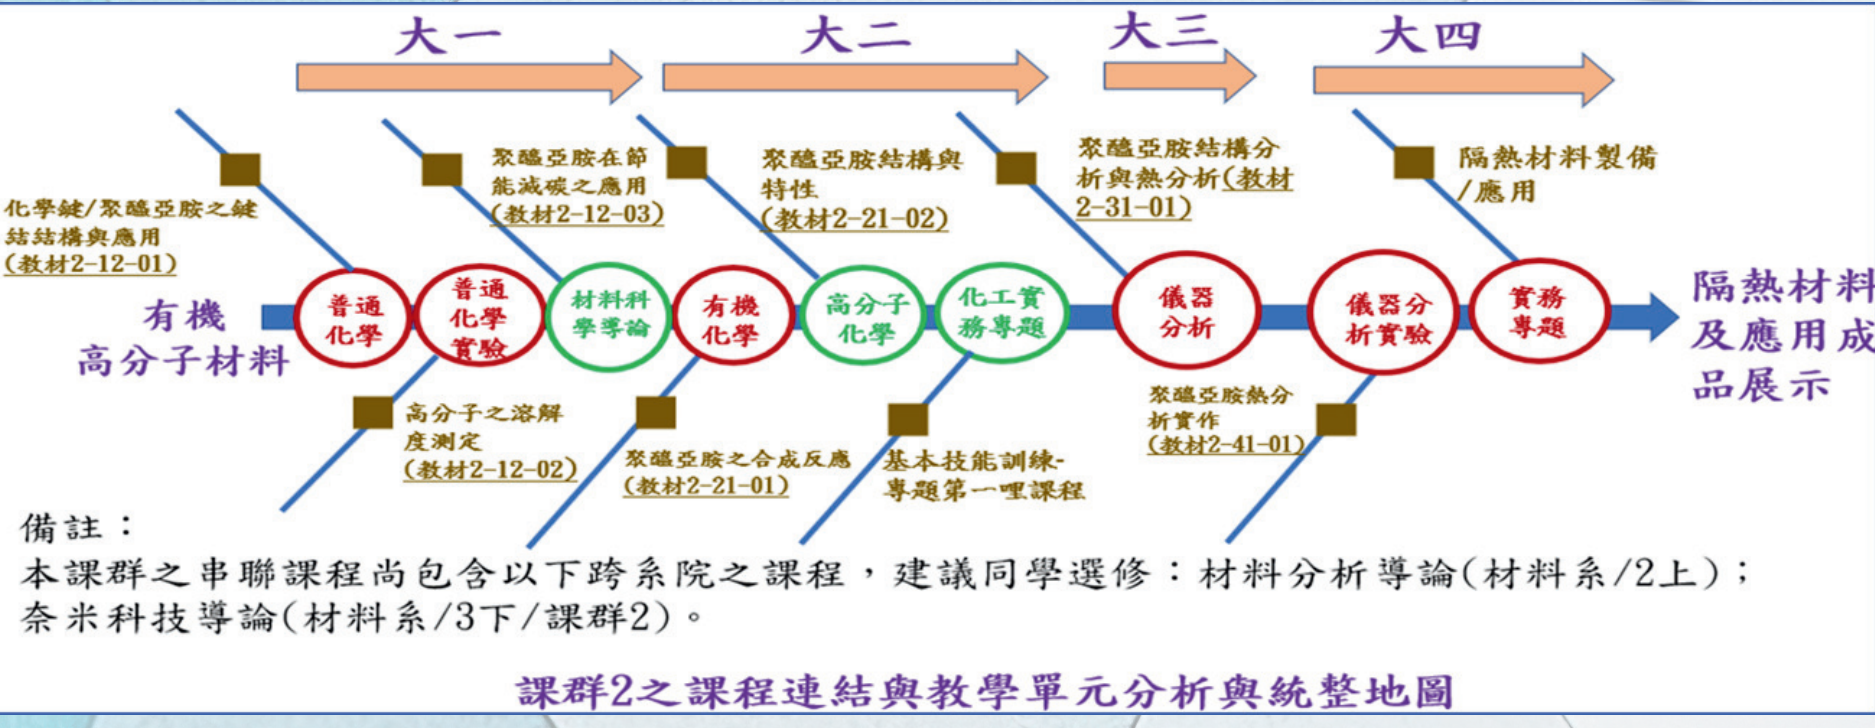 大一
大二
大三
大四
化學鍵/聚醯亞胺之鍵
結結構與應用
(教材2-12-01)
聚醯亞胺在節
能減碳之應用
(教材2-12-03)
聚醯亞胺結構與
特性
(教材2-21-02)
聚醯亞胺結構分
析與熱分析(教材
2-31-01)
隔熱材料製備
/應用
有機
高分子材料
普通
化學
普通
化學
實驗
材料科
學導論
有機
化學
高分子
化學
化工實
務專題
儀器
分析
儀器分
析實驗
實務
專題
隔熱材料
及應用成
品展示
高分子之溶解
度測定
(教材2-12-02)
聚醯亞胺之合成反應
(教材2-21-01)
基本技能訓練-
專題第一哩課程
聚醯亞胺熱分
析實作
(教材2-41-01)
備註：
本課群之串聯課程尚包含以下跨系院之課程，建議同學選修：材料分析導論(材料系/2上)；
奈米科技導論(材料系/3下/課群2)。
課群2之課程連結與教學單元分析與統整地圖